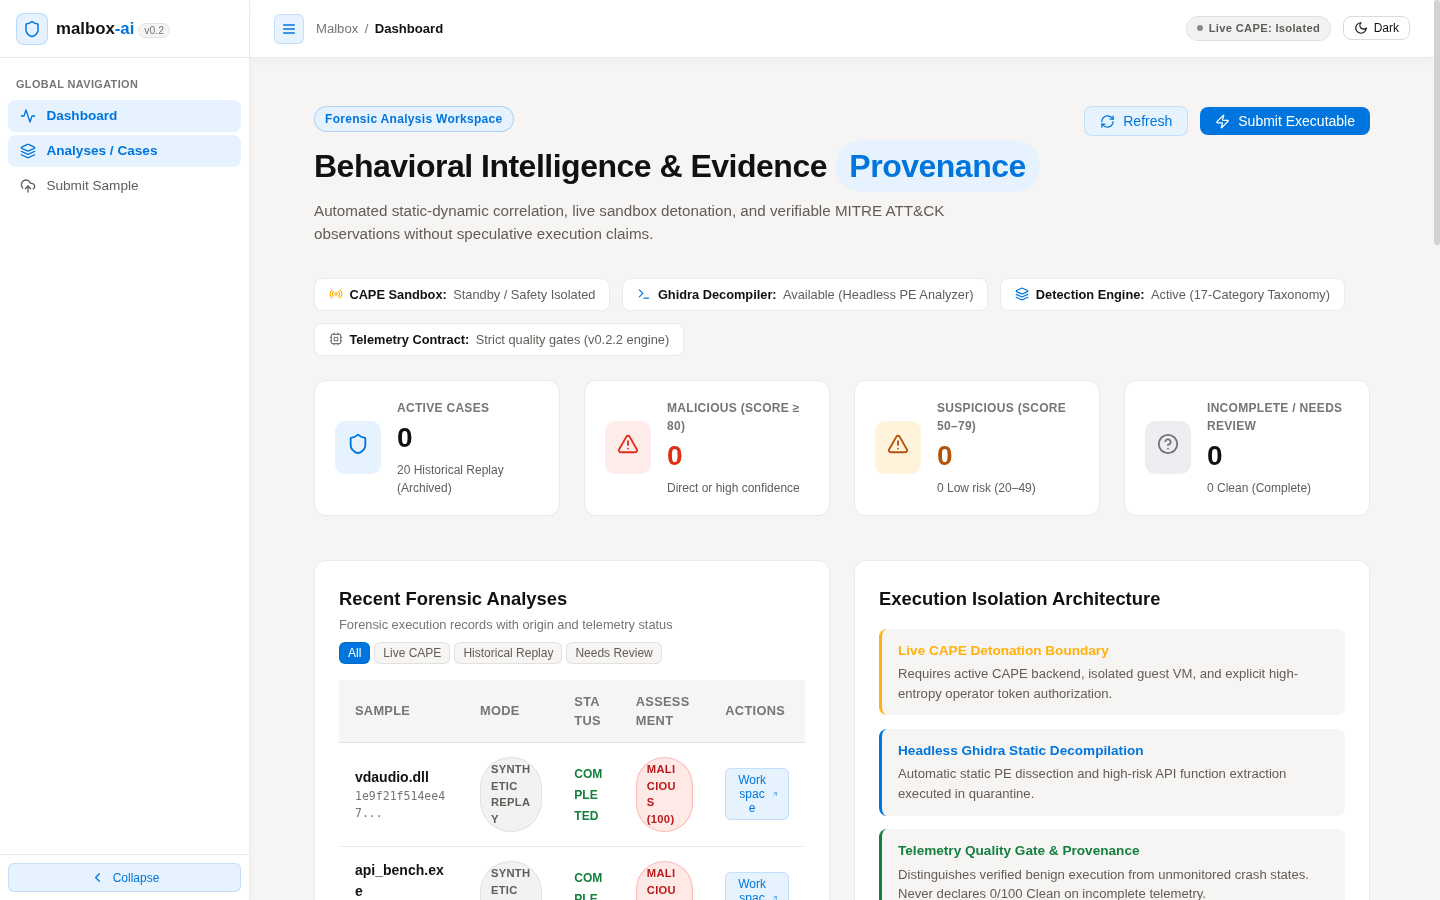 malbox-ai v0.2
GLOBAL NAVIGATION
Dashboard
Analyses / Cases
Submit Sample
Collapse
Malbox / Dashboard
Live CAPE: Isolated
Dark
Forensic Analysis Workspace
Refresh
Submit Executable
Behavioral Intelligence & Evidence Provenance
Automated static-dynamic correlation, live sandbox detonation, and verifiable MITRE ATT&CK
observations without speculative execution claims.
CAPE Sandbox: Standby / Safety Isolated
Ghidra Decompiler: Available (Headless PE Analyzer)
Detection Engine: Active (17-Category Taxonomy)
Telemetry Contract: Strict quality gates (v0.2.2 engine)
ACTIVE CASES
0
20 Historical Replay
(Archived)
MALICIOUS (SCORE ≥
80)
0
Direct or high confidence
SUSPICIOUS (SCORE
50–79)
0
0 Low risk (20–49)
INCOMPLETE / NEEDS
REVIEW
0
0 Clean (Complete)
Recent Forensic Analyses
Forensic execution records with origin and telemetry status
All
Live CAPE
Historical Replay
Needs Review
SAMPLE
MODE
STA
TUS
ASSESS
MENT
ACTIONS
vdaudio.dll
1e9f21f514ee4
7...
SYNTH
ETIC
REPLA
Y
COM
PLE
TED
MALI
CIOU
S
(100)
Work
spac
e
api_bench.ex
e
SYNTH
ETIC
COM
PLE
MALI
CIOU
Work
spac
Execution Isolation Architecture
Live CAPE Detonation Boundary
Requires active CAPE backend, isolated guest VM, and explicit high-
entropy operator token authorization.
Headless Ghidra Static Decompilation
Automatic static PE dissection and high-risk API function extraction
executed in quarantine.
Telemetry Quality Gate & Provenance
Distinguishes verified benign execution from unmonitored crash states.
Never declares 0/100 Clean on incomplete telemetry.